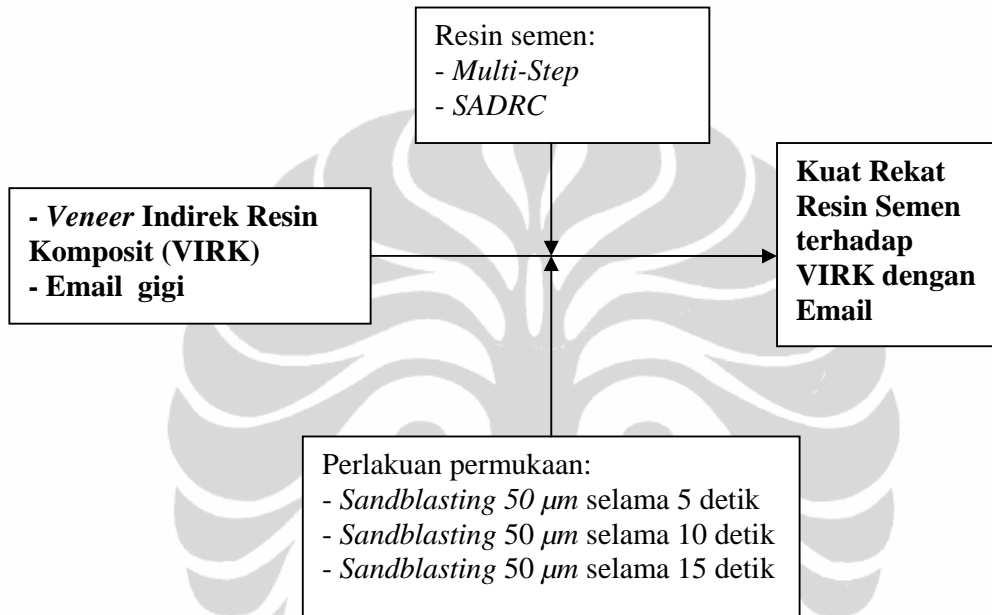 Resin semen:
- Multi-Step
- SADRC
- Veneer Indirek Resin
Komposit (VIRK)
- Email gigi
Kuat Rekat
Resin Semen
terhadap
VIRK dengan
Email
Perlakuan permukaan:
- Sandblasting 50 μm selama 5 detik
- Sandblasting 50 μm selama 10 detik
- Sandblasting 50 μm selama 15 detik